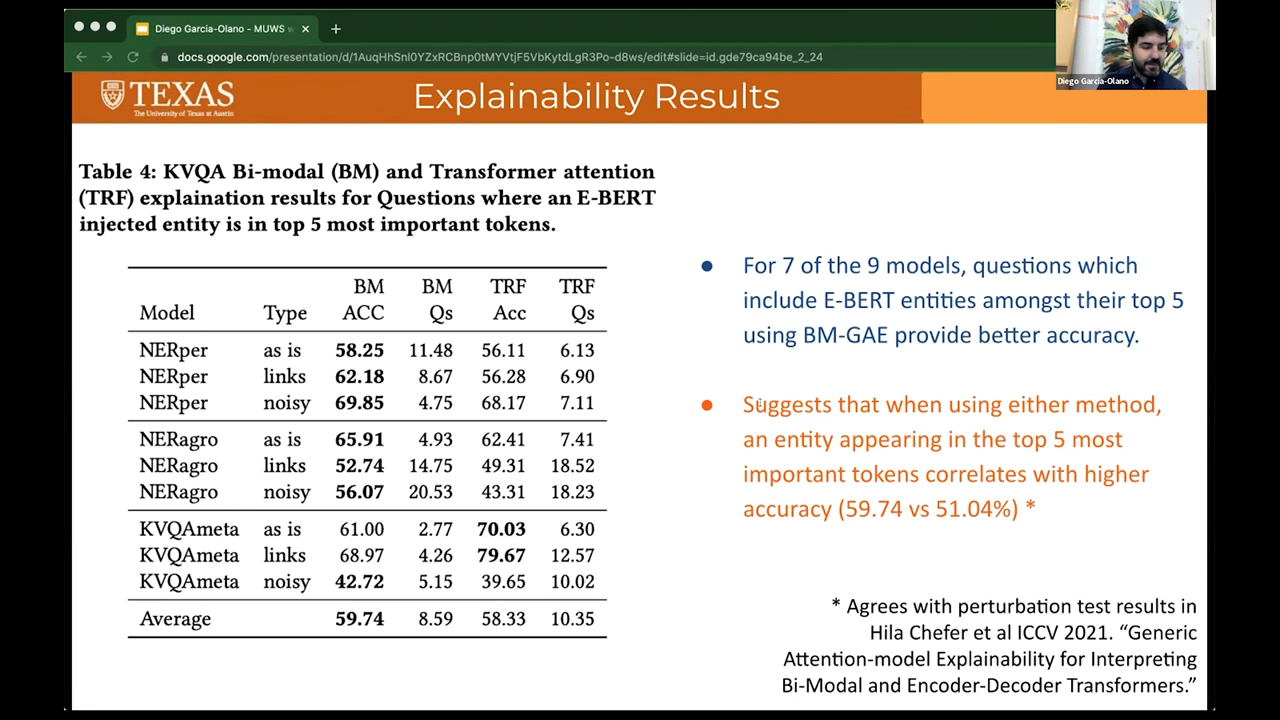 Diego Garcia-Olano - MUWS w
docs.google.com/presentation/d/1AuqHhSnl0YZxRCBnp0tMYVtjF5VbKytdLgR3Po-d8ws/edit#slide=id.gde79ca94be_2_24
Diego Garcia-Olano
TEXAS
The University of Texas at Austin
Explainability Results
Table 4: KVQA Bi-modal (BM) and Transformer attention
(TRF) explaination results for Questions where an E-BERT
injected entity is in top 5 most important tokens.
BM BM TRF TRF
Model Type ACC Qs Acc Qs
NERper as is 58.25 11.48 56.11 6.13
NERper links 62.18 8.67 56.28 6.90
NERper noisy 69.85 4.75 68.17 7.11
NERagro as is 65.91 4.93 62.41 7.41
NERagro links 52.74 14.75 49.31 18.52
NERagro noisy 56.07 20.53 43.31 18.23
KVQAmeta as is 61.00 2.77 70.03 6.30
KVQAmeta links 68.97 4.26 79.67 12.57
KVQAmeta noisy 42.72 5.15 39.65 10.02
Average 59.74 8.59 58.33 10.35
● For 7 of the 9 models, questions which
include E-BERT entities amongst their top 5
using BM-GAE provide better accuracy.
● Suggests that when using either method,
an entity appearing in the top 5 most
important tokens correlates with higher
accuracy (59.74 vs 51.04%) *
* Agrees with perturbation test results in
Hila Chefer et al ICCV 2021. “Generic
Attention-model Explainability for Interpreting
Bi-Modal and Encoder-Decoder Transformers.”